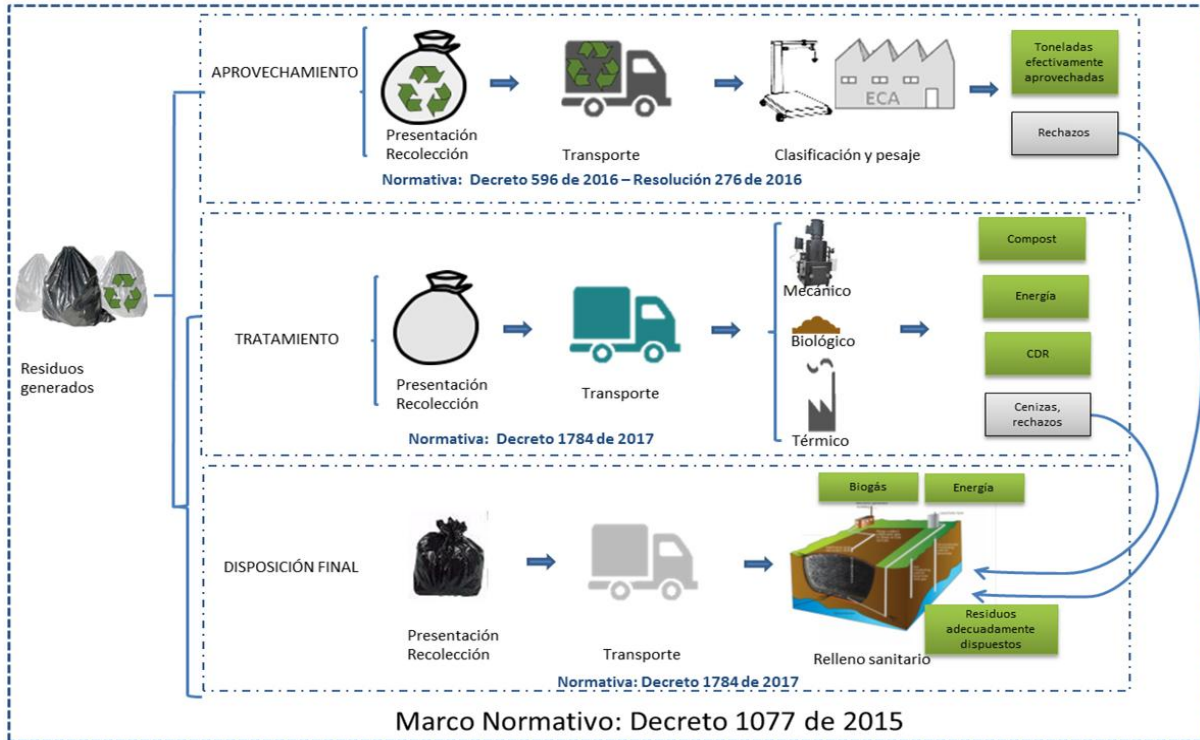 Residuos
generados
APROVECHAMIENTO
Presentación
Recolección
Transporte
ECA
Clasificación y pesaje
Toneladas
efectivamente
aprovechadas
Rechazos
Normativa: Decreto 596 de 2016 – Resolución 276 de 2016
TRATAMIENTO
Presentación
Recolección
Transporte
Mecánico
Biológico
Térmico
Compost
Energía
CDR
Cenizas,
rechazos
Normativa: Decreto 1784 de 2017
DISPOSICIÓN FINAL
Presentación
Recolección
Transporte
Biogás
Energía
Residuos
adecuadamente
dispuestos
Relleno sanitario
Normativa: Decreto 1784 de 2017
Marco Normativo: Decreto 1077 de 2015